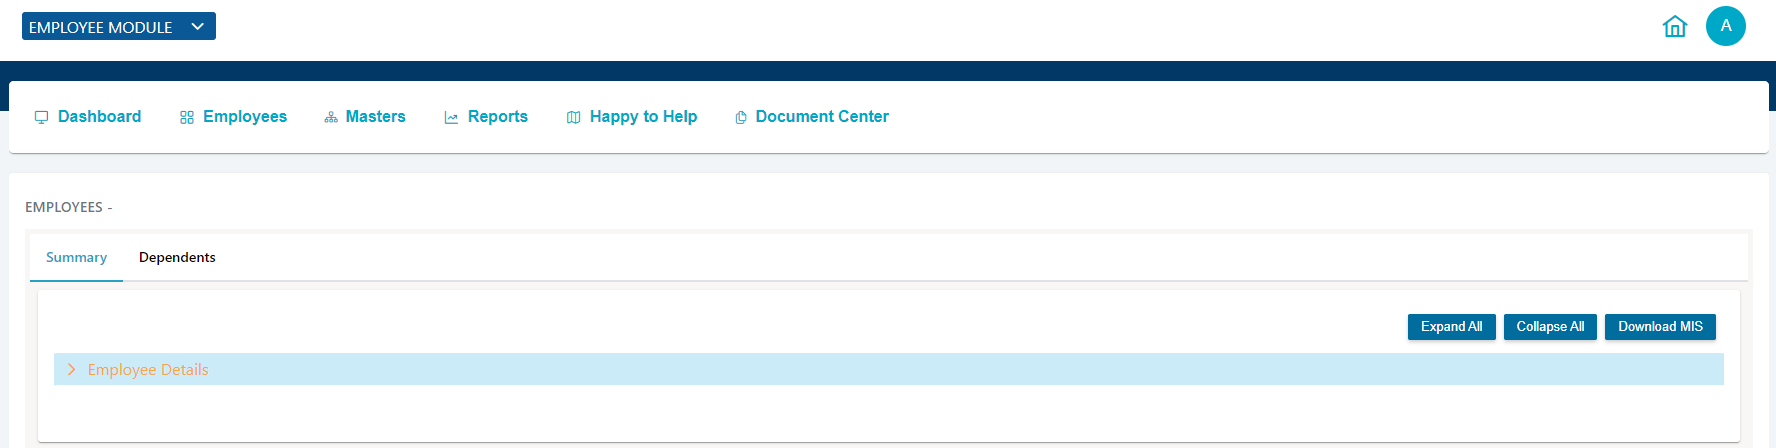 EMPLOYEE MODULE
A
Dashboard Employees Masters Reports Happy to Help Document Center
EMPLOYEES -
Summary Dependents
Expand All Collapse All Download MIS
Employee Details